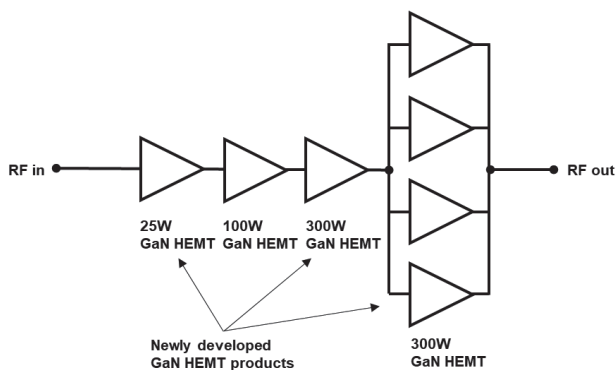 RF in
RF out
25W
GaN HEMT
100W
GaN HEMT
300W
GaN HEMT
Newly developed
GaN HEMT products
300W
GaN HEMT